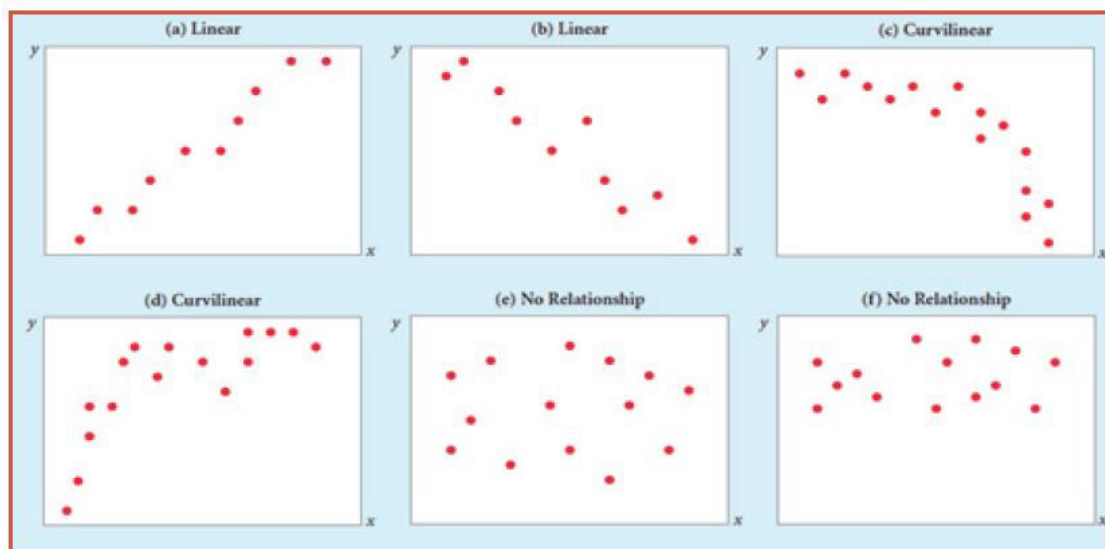 (a) Linear
(b) Linear
(c) Curvilinear
y
y
y
x
x
x
(d) Curvilinear
(e) No Relationship
(f) No Relationship
y
y
y
x
x
x